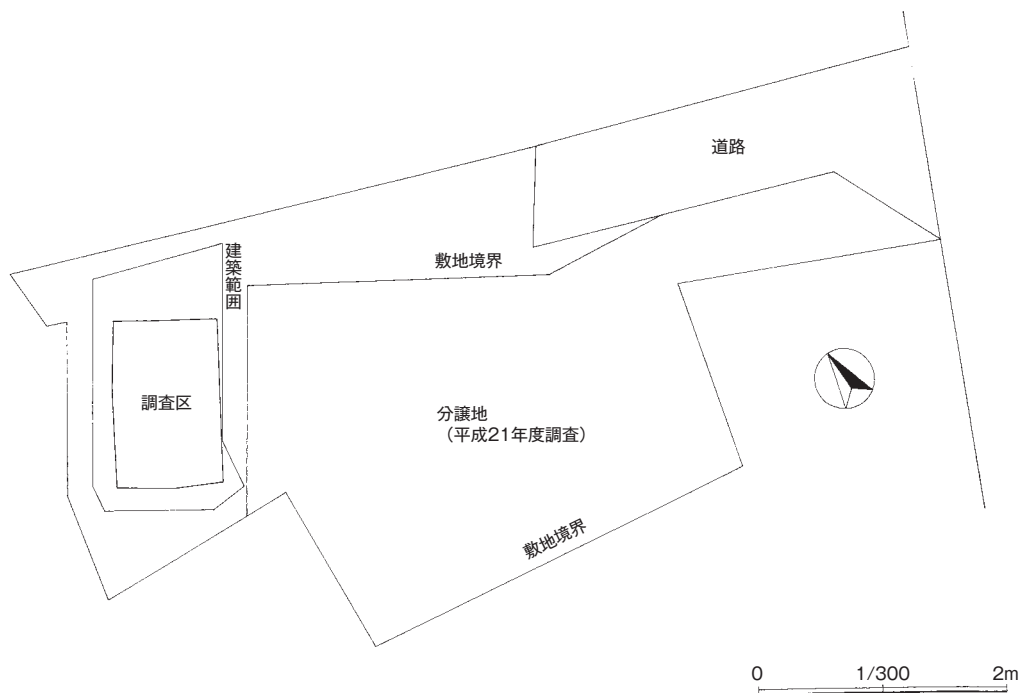 道路
建築範囲
敷地境界
調査区
分譲地
（平成21年度調査）
敷地境界
0 1/300 2m